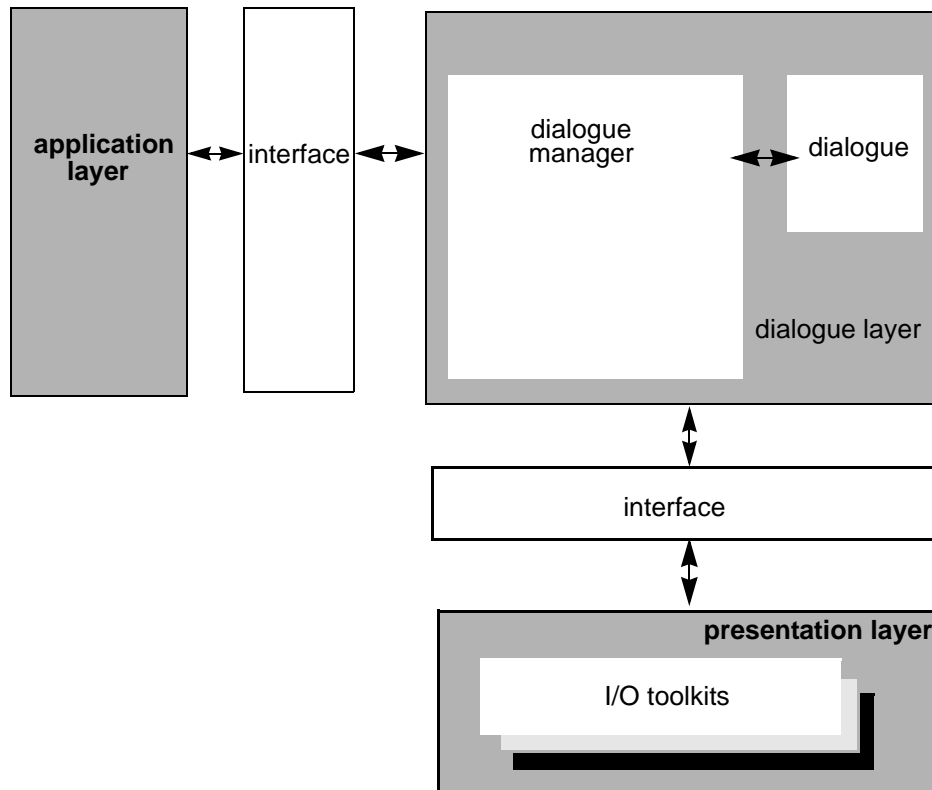 application
layer
interface
dialogue
manager
dialogue
dialogue layer
interface
presentation layer
I/O toolkits